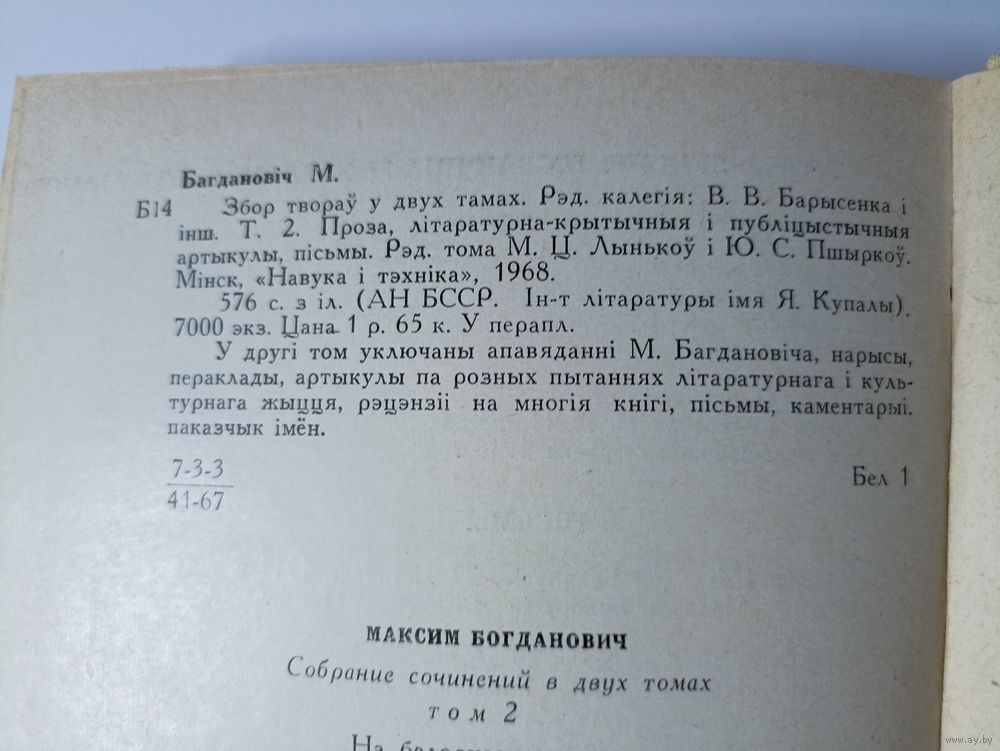 Багдановіч М.
Б14 Збор твораў у двух тамах. Рэд. калегія: В. В. Барысенка і
інш. Т. 2. Проза, літаратурна-крытычныя і публіцыстычныя
артыкулы, пісьмы. Рэд. тома М. Ц. Лынькоў і Ю. С. Пшыркоў.
Мінск, «Навука і тэхніка», 1968.
576 с. з іл. (АН БССР. Ін-т літаратуры імя Я. Купалы).
7000 экз. Цана 1 р. 65 к. У перапл.
У другі том уключаны апавяданні М. Багдановіча, нарысы,
пераклады, артыкулы па розных пытаннях літаратурнага і куль-
турнага жыцця, рэцэнзіі на многія кнігі, пісьмы, каментарыі.
паказчык імён.
7-3-3
41-67
Бел 1
МАКСИМ БОГДАНОВИЧ
Собрание сочинений в двух томах
том 2
На
www.ay.by